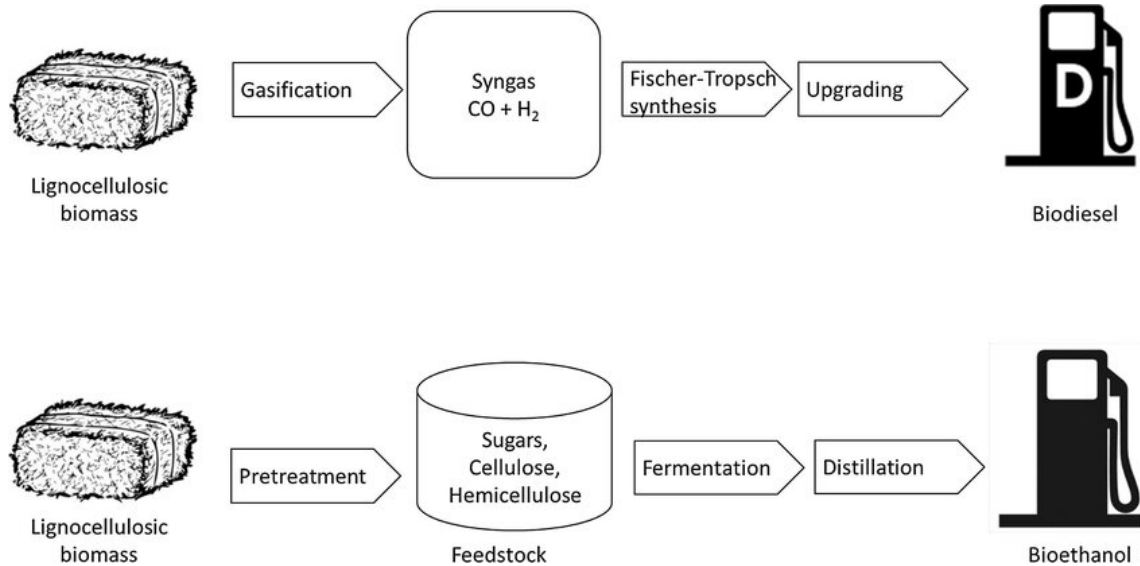 Lignocellulosic
biomass
Gasification
Syngas
CO + H₂
Fischer-Tropsch
synthesis
Upgrading
D
Biodiesel
Lignocellulosic
biomass
Pretreatment
Sugars,
Cellulose,
Hemicellulose
Feedstock
Fermentation
Distillation
Bioethanol